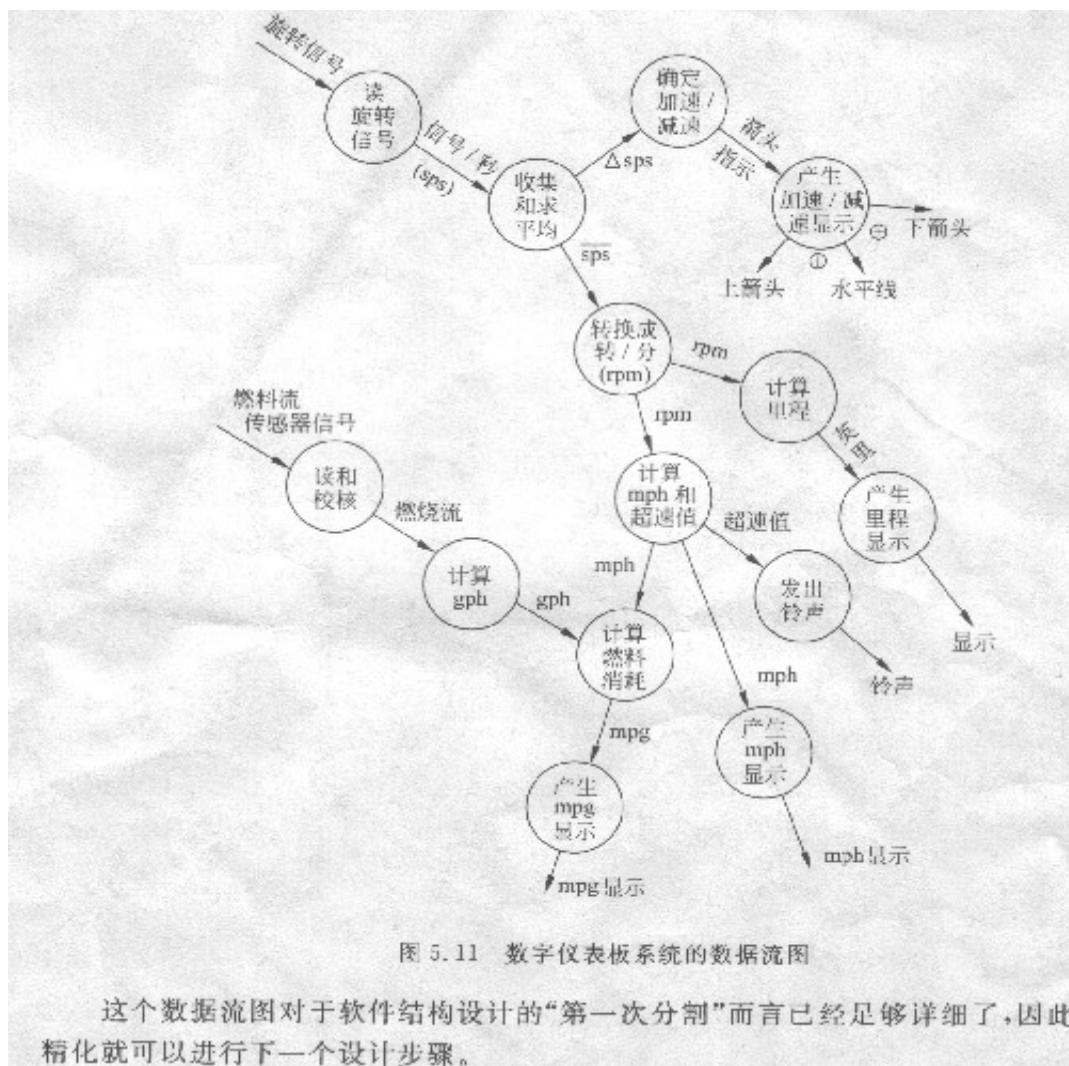 旋转信号
读
旋转
信号
信号/秒
(sps)
收集
和求
平均
△sps
确定
加速/
减速
箭头
指示
产生
加速/减
速显示
下箭头
上箭头
水平线
sps
转换成
转/分
(rpm)
rpm
计算
里程
英里
产生
里程
显示
显示
rpm
燃料流
传感器信号
读和
校核
燃烧流
计算
gph
gph
计算
mph 和
超速值
超速值
发出
铃声
铃声
mph
计算
燃料
消耗
mpg
产生
mpg
显示
mpg显示
mph
产生
mph
显示
mph显示
图 5.11 数字仪表板系统的数据流图
这个数据流图对于软件结构设计的“第一次分割”而言已经足够详细了,因此
精化就可以进行下一个设计步骤。